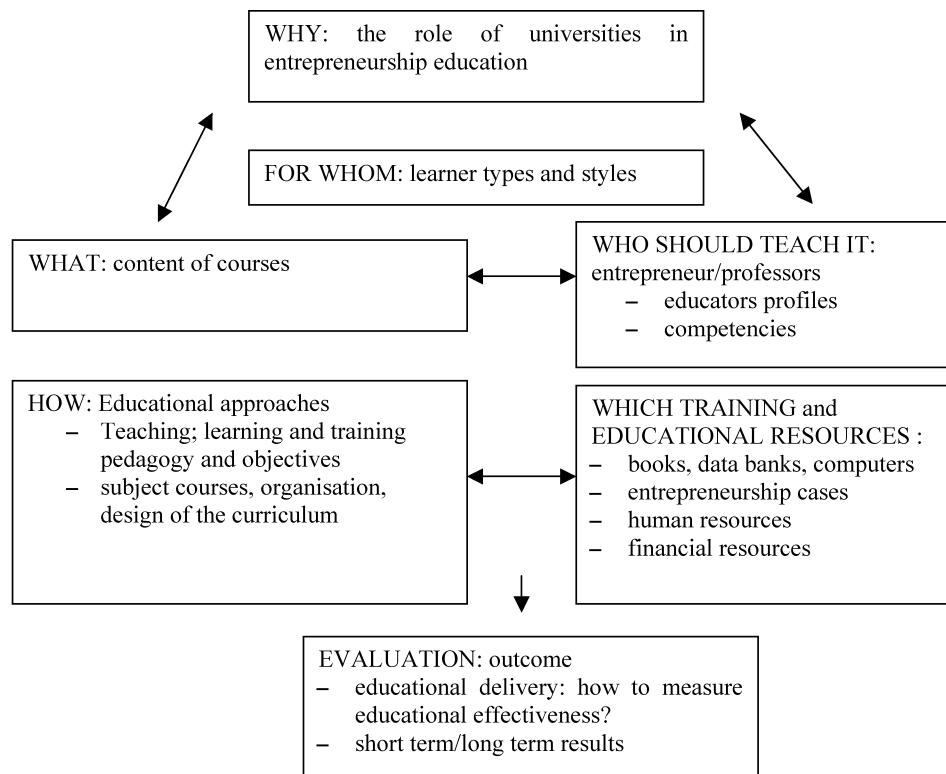 WHY: the role of universities in
entrepreneurship education
FOR WHOM: learner types and styles
WHAT: content of courses
WHO SHOULD TEACH IT:
entrepreneur/professors
– educators profiles
– competencies
HOW: Educational approaches
– Teaching; learning and training
pedagogy and objectives
– subject courses, organisation,
design of the curriculum
WHICH TRAINING and
EDUCATIONAL RESOURCES :
– books, data banks, computers
– entrepreneurship cases
– human resources
– financial resources
EVALUATION: outcome
– educational delivery: how to measure
educational effectiveness?
– short term/long term results